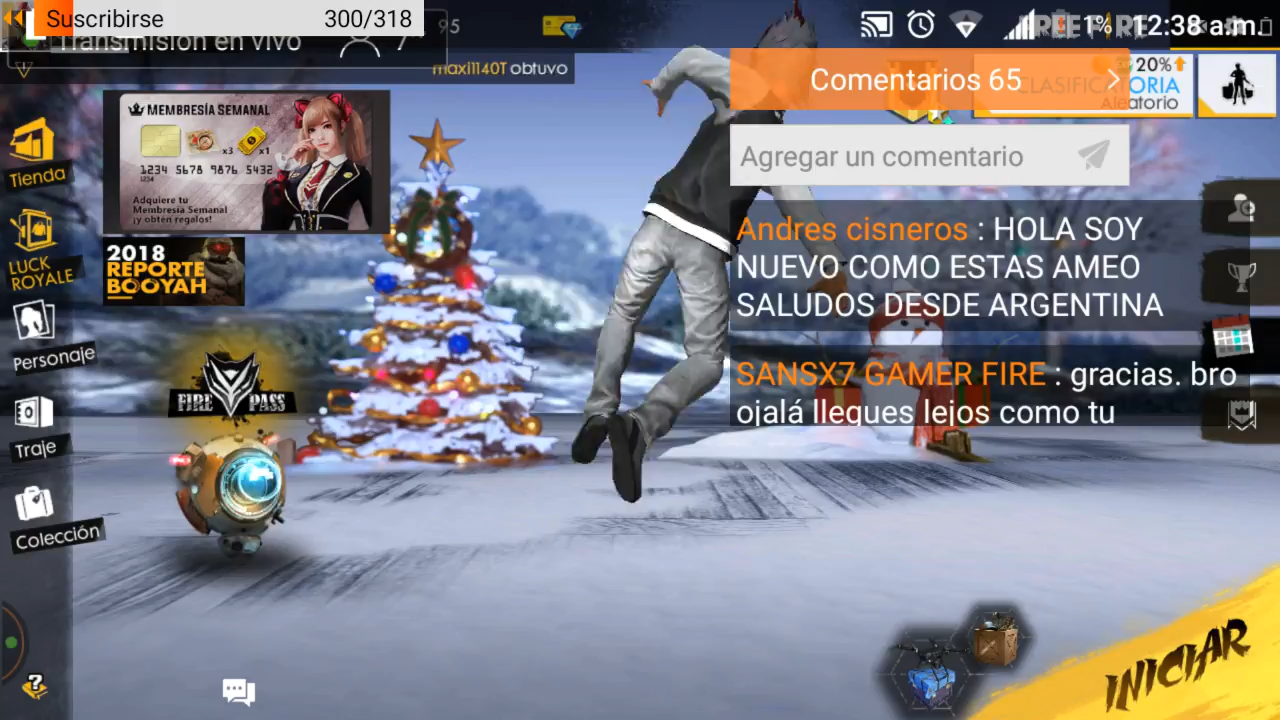 Suscribirse
300/318
95
1% 12:38 a.m.
Transmisión en vivo
7
maxi1140T obtuvo
Comentarios 65
20%
CLASIFICATORIA
Aleatorio
Agregar un comentario
Andres cisneros : HOLA SOY
NUEVO COMO ESTAS AMEO
SALUDOS DESDE ARGENTINA
SANSX7 GAMER FIRE : gracias. bro
ojalá llegues lejos como tu
MEMBRESÍA SEMANAL
x3
x1
1234 5678 9876 5432
1234
Adquiere tu
Membresía Semanal
¡y obtén regalos!
2018
REPORTE
BOOYAH
Tienda
LUCK
ROYALE
Personaje
Traje
Colección
FIRE PASS
?
INICIAR